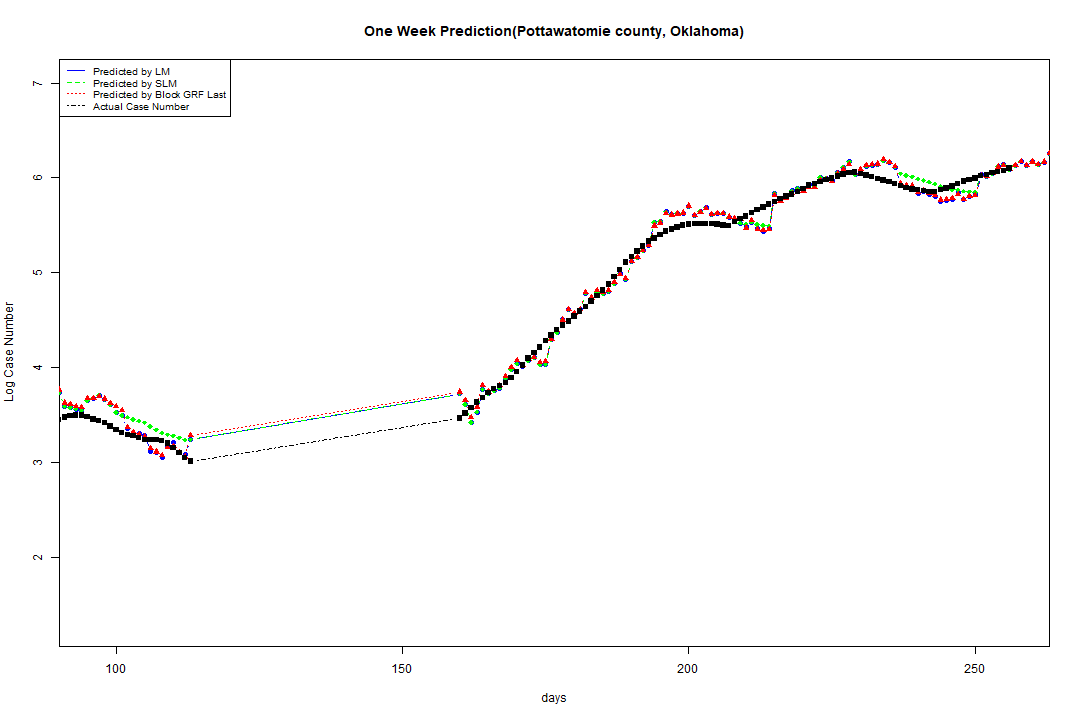 One Week Prediction(Pottawatomie county, Oklahoma)
Predicted by LM
Predicted by SLM
Predicted by Block GRF Last
Actual Case Number
7
6
5
4
3
2
Log Case Number
100 150 200 250
days